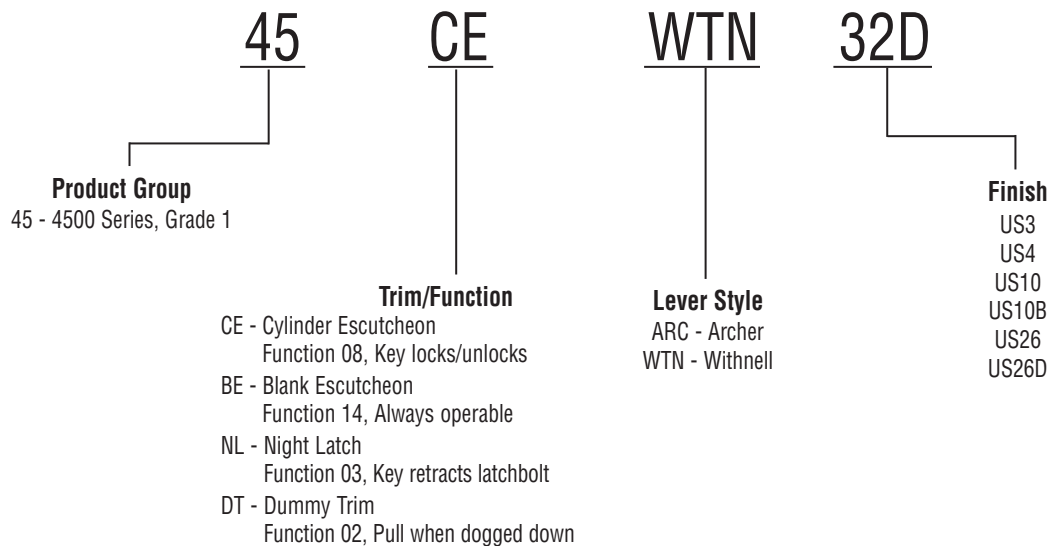 45 CE WTN 32D
Product Group
45 - 4500 Series, Grade 1
Trim/Function
CE - Cylinder Escutcheon
Function 08, Key locks/unlocks
BE - Blank Escutcheon
Function 14, Always operable
NL - Night Latch
Function 03, Key retracts latchbolt
DT - Dummy Trim
Function 02, Pull when dogged down
Lever Style
ARC - Archer
WTN - Withnell
Finish
US3
US4
US10
US10B
US26
US26D